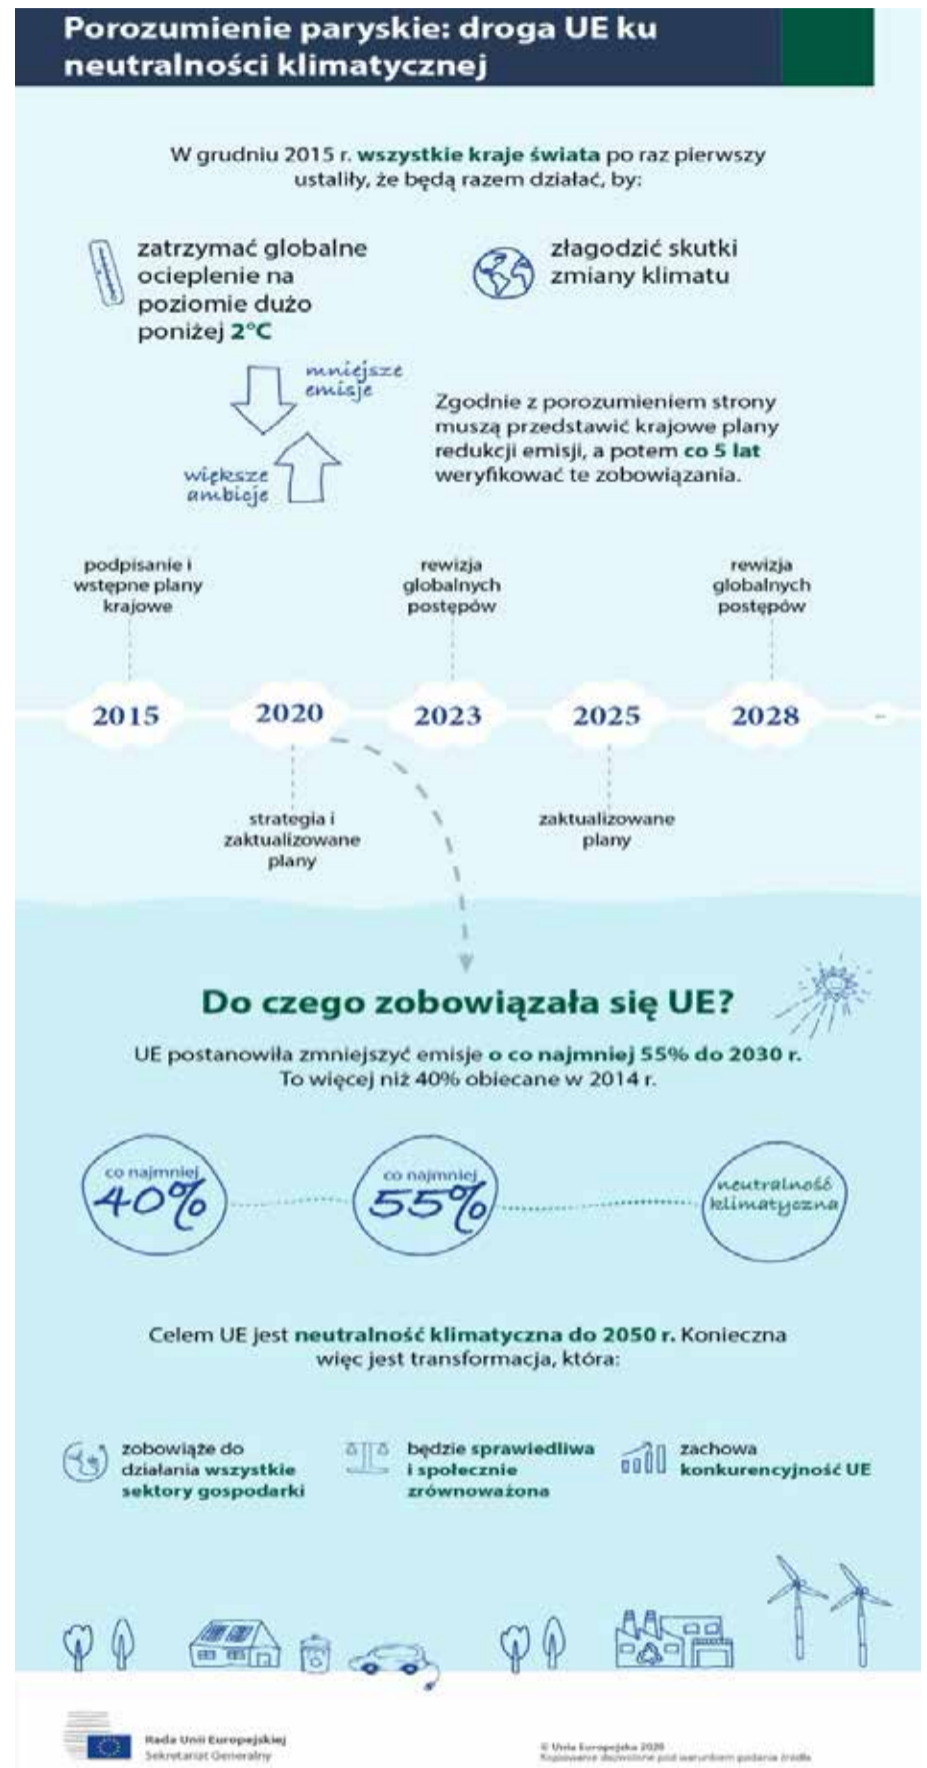 Porozumienie paryskie: droga UE ku
neutralności klimatycznej
W grudniu 2015 r. wszystkie kraje świata po raz pierwszy
ustaliły, że będą razem działać, by:
zatrzymać globalne
ocieplenie na
poziomie dużo
poniżej 2°C
złagodzić skutki
zmiany klimatu
mniejsze
emisje
większe
ambicje
Zgodnie z porozumieniem strony
muszą przedstawić krajowe plany
redukcji emisji, a potem co 5 lat
weryfikować te zobowiązania.
podpisanie i
wstępne plany
krajowe
rewizja
globalnych
postępów
rewizja
globalnych
postępów
2015
2020
2023
2025
2028
...
strategia i
zaktualizowane
plany
zaktualizowane
plany
Do czego zobowiązała się UE?
UE postanowiła zmniejszyć emisje o co najmniej 55% do 2030 r.
To więcej niż 40% obiecane w 2014 r.
co najmniej
40%
co najmniej
55%
neutralność
klimatyczna
Celem UE jest neutralność klimatyczna do 2050 r. Konieczna
więc jest transformacja, która:
zobowiąże do
działania wszystkie
sektory gospodarki
będzie sprawiedliwa
i społecznie
zrównoważona
zachowa
konkurencyjność UE
Rada Unii Europejskiej
Sekretariat Generalny
© Unia Europejska 2020
Kopiowanie dozwolone pod warunkiem podania źródła